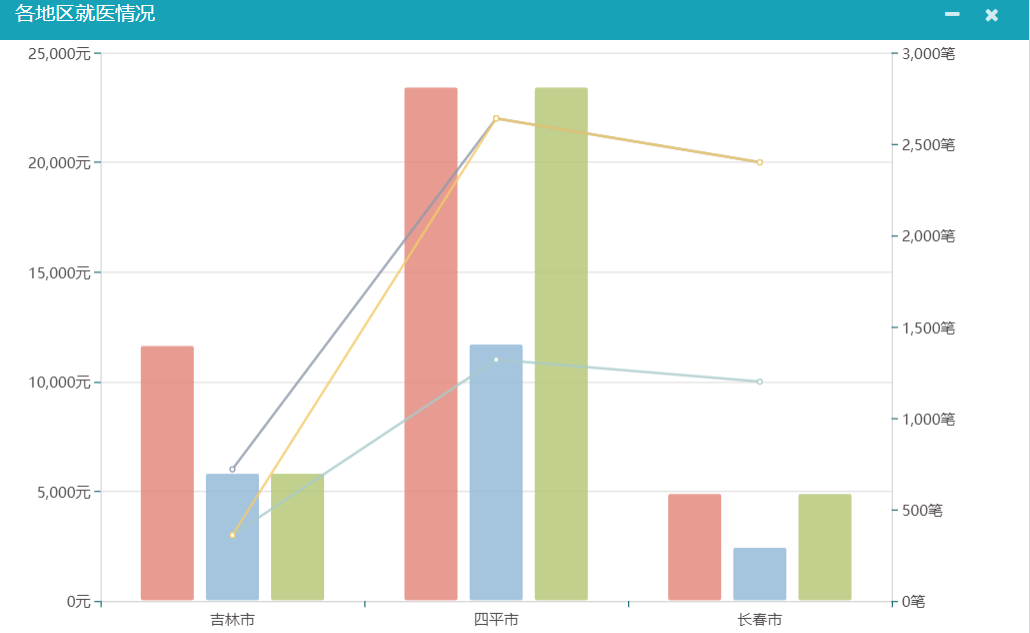 各地区就医情况
25,000元
20,000元
15,000元
10,000元
5,000元
0元
3,000笔
2,500笔
2,000笔
1,500笔
1,000笔
500笔
0笔
吉林市
四平市
长春市